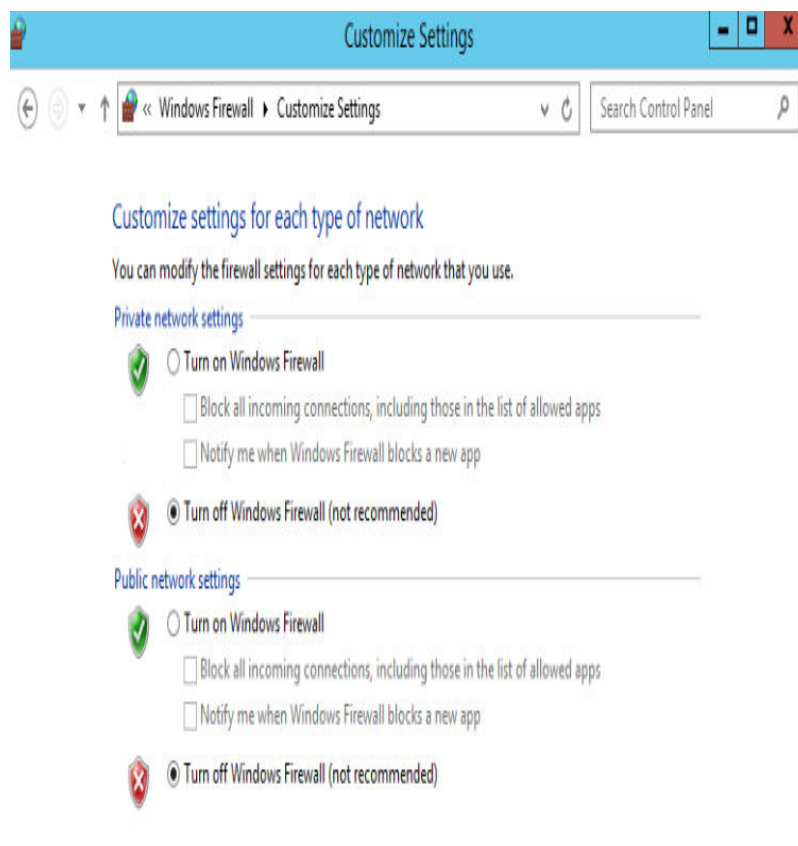 Customize Settings
« Windows Firewall ▸ Customize Settings
Search Control Panel
Customize settings for each type of network
You can modify the firewall settings for each type of network that you use.
Private network settings
Turn on Windows Firewall
Block all incoming connections, including those in the list of allowed apps
Notify me when Windows Firewall blocks a new app
Turn off Windows Firewall (not recommended)
Public network settings
Turn on Windows Firewall
Block all incoming connections, including those in the list of allowed apps
Notify me when Windows Firewall blocks a new app
Turn off Windows Firewall (not recommended)